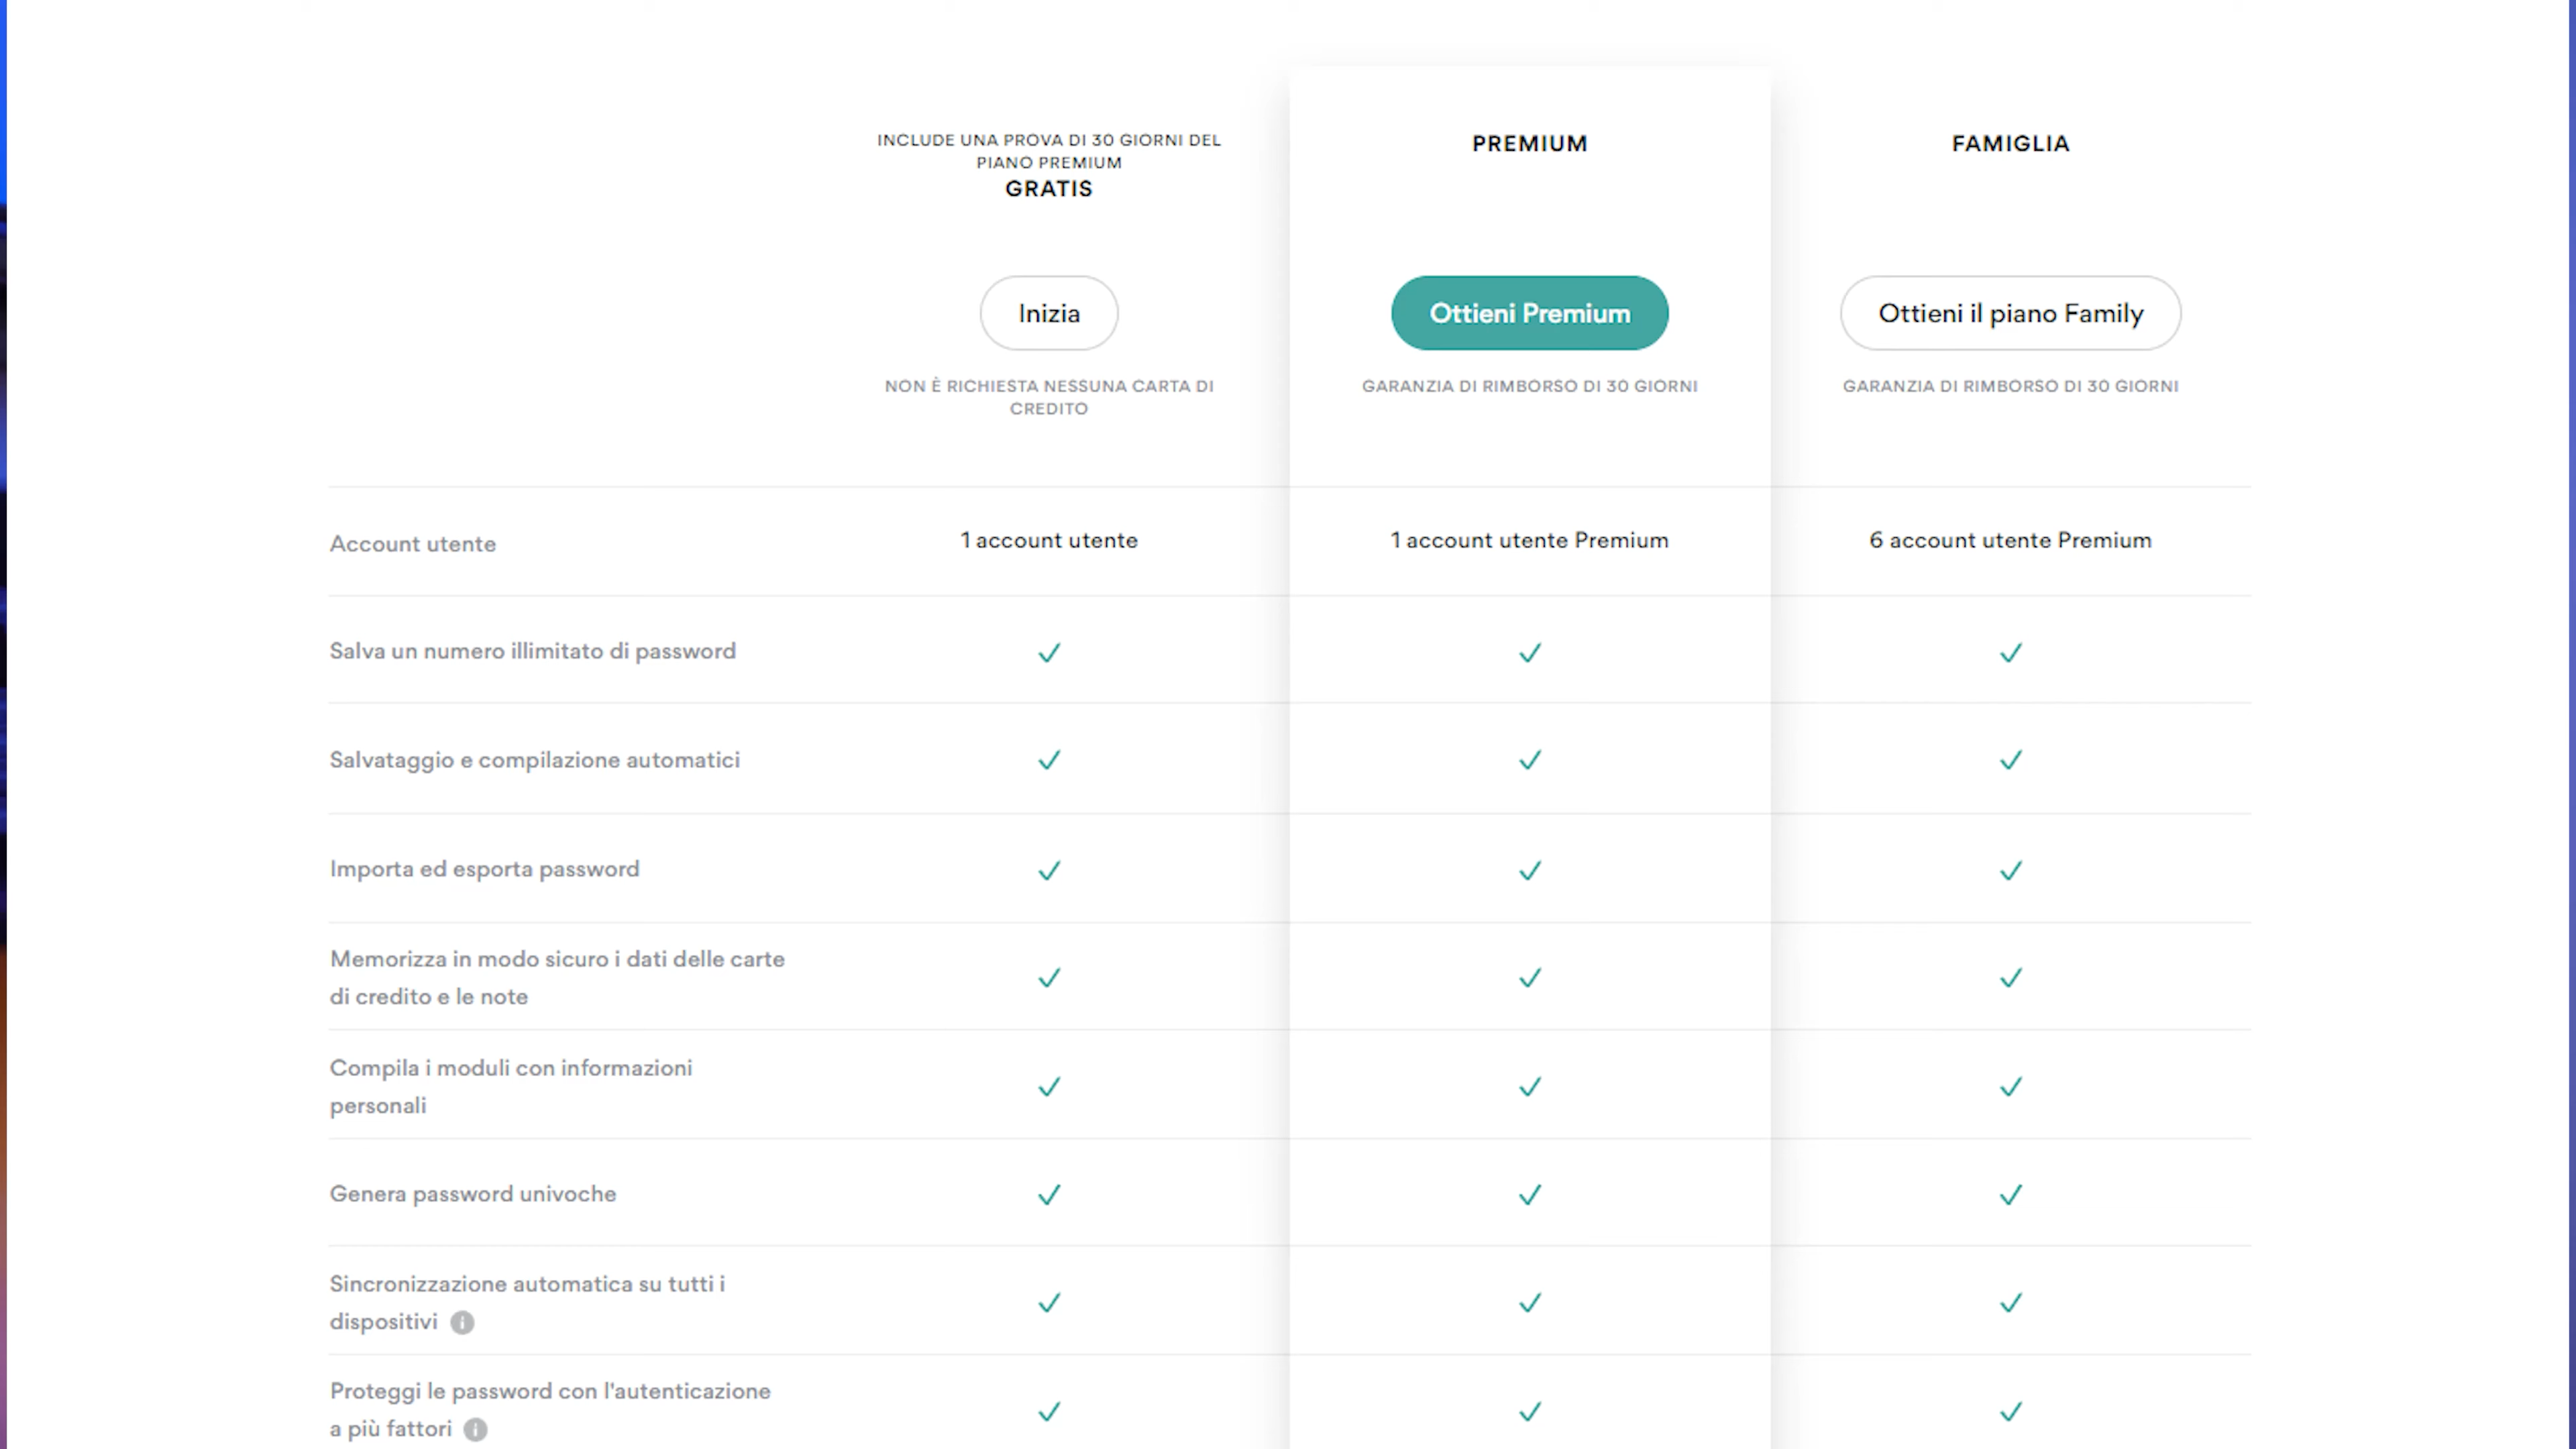 INCLUDE UNA PROVA DI 30 GIORNI DEL
PIANO PREMIUM
GRATIS
PREMIUM
FAMIGLIA
Inizia
Ottieni Premium
Ottieni il piano Family
NON È RICHIESTA NESSUNA CARTA DI
CREDITO
GARANZIA DI RIMBORSO DI 30 GIORNI
GARANZIA DI RIMBORSO DI 30 GIORNI
Account utente
1 account utente
1 account utente Premium
6 account utente Premium
Salva un numero illimitato di password
Salvataggio e compilazione automatici
Importa ed esporta password
Memorizza in modo sicuro i dati delle carte
di credito e le note
Compila i moduli con informazioni
personali
Genera password univoche
Sincronizzazione automatica su tutti i
dispositivi
Proteggi le password con l'autenticazione
a più fattori